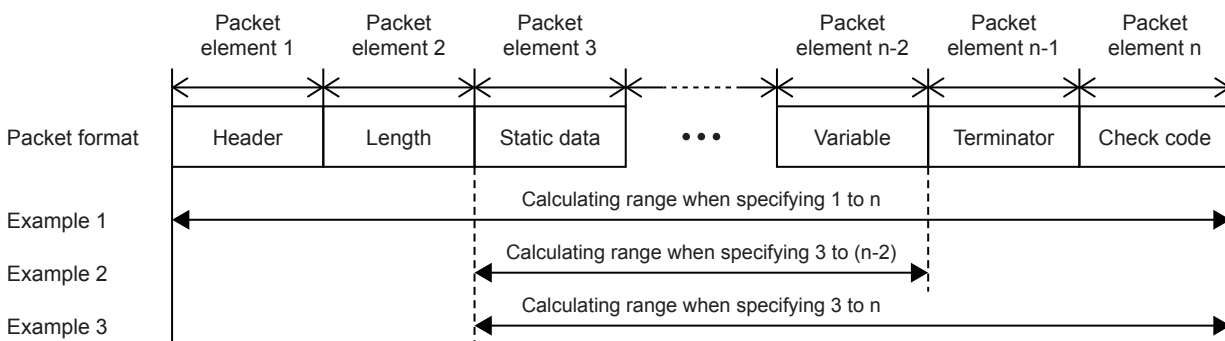 Packet element 1 Packet element 2 Packet element 3 Packet element n-2 Packet element n-1 Packet element n
Packet format Header Length Static data ••• Variable Terminator Check code
Calculating range when specifying 1 to n
Example 1
Calculating range when specifying 3 to (n-2)
Example 2
Calculating range when specifying 3 to n
Example 3